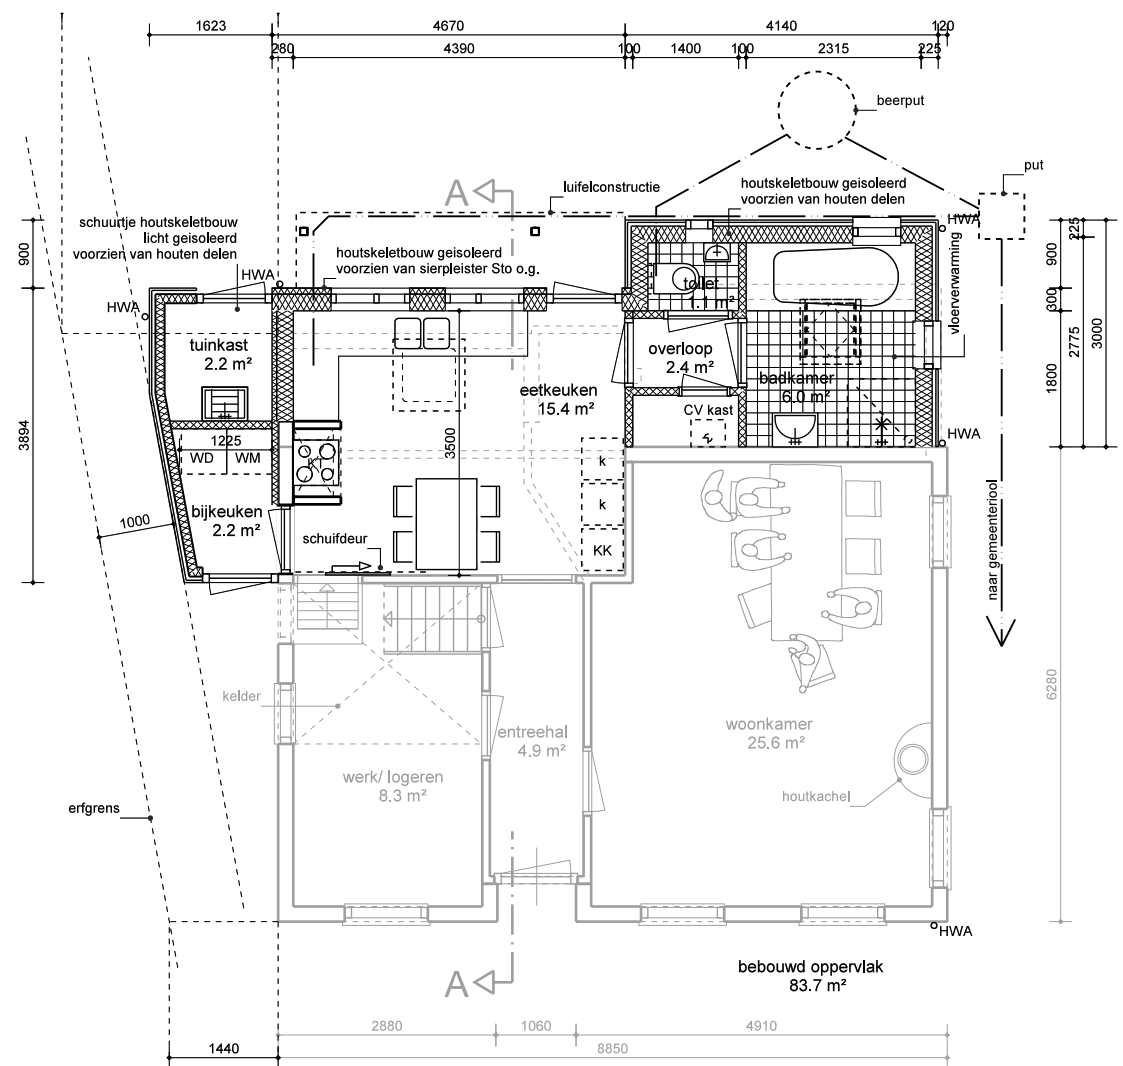 1623
4670
4140
120
280
4390
100
1400
100
2315
225
beerput
put
A
luifelconstructie
houtskeletbouw geisoleerd
voorzien van houten delen
schuurtje houtskeletbouw
licht geisoleerd
voorzien van houten delen
houtskeletbouw geisoleerd
voorzien van sierpleister Sto o.g.
HWA
HWA
HWA
vloerverwarming
900
225
900
300
2775
3000
1800
toilet
1.1 m²
tuinkast
2.2 m²
overloop
2.4 m²
eetkeuken
15.4 m²
badkamer
6.0 m²
CV kast
3894
3500
1225
WD
WM
KT
k
k
KK
HWA
bijkeuken
2.2 m²
1000
schuifdeur
naar gemeenteriool
kelder
entreehal
4.9 m²
woonkamer
25.6 m²
6280
werk/ logeren
8.3 m²
houtkachel
erfgrens
HWA
bebouwd oppervlak
83.7 m²
A
2880
1060
4910
1440
8850